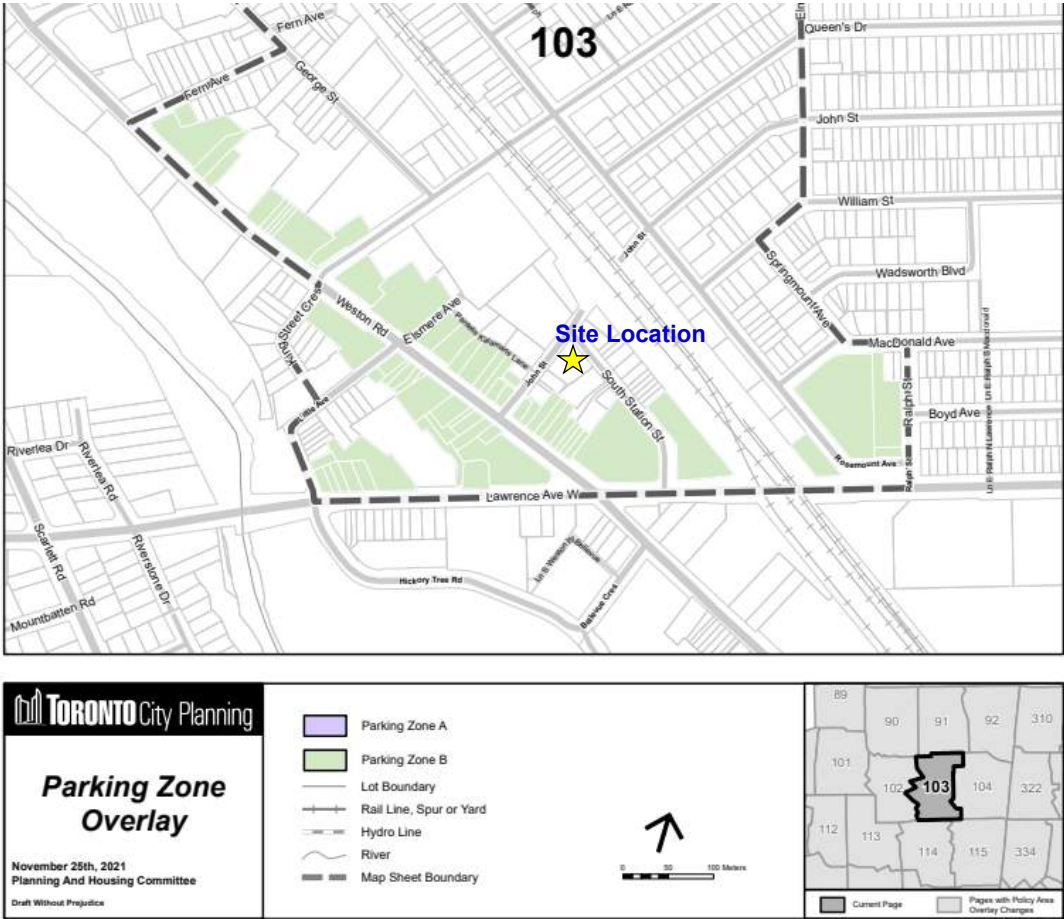 Fern Ave
103
Queen's Dr
Fern Ave
George St
John St
William St
John St
Springmount Ave
Wadsworth Blvd
King Street Cres
Weston Rd
Elsmere Ave
Site Location
MacDonald Ave
John St
South Station St
Little Ave
Ralph St
Boyd Ave
Riverlea Dr
Riverlea Rd
Rosemount Ave
Ralph St
Lawrence Ave W
Scarlett Rd
Riverstone Dr
Hickory Tree Rd
Bellevue Cres
Mountbatten Rd
TORONTO City Planning
Parking Zone
Overlay
November 25th, 2021
Planning And Housing Committee
Draft Without Prejudice
Parking Zone A
Parking Zone B
Lot Boundary
Rail Line, Spur or Yard
Hydro Line
River
Map Sheet Boundary
0 50 100 Meters
89
90 91 92 310
101
102 103 104 322
112 113
114 115 334
Current Page
Pages with Policy Area
Overlay Changes